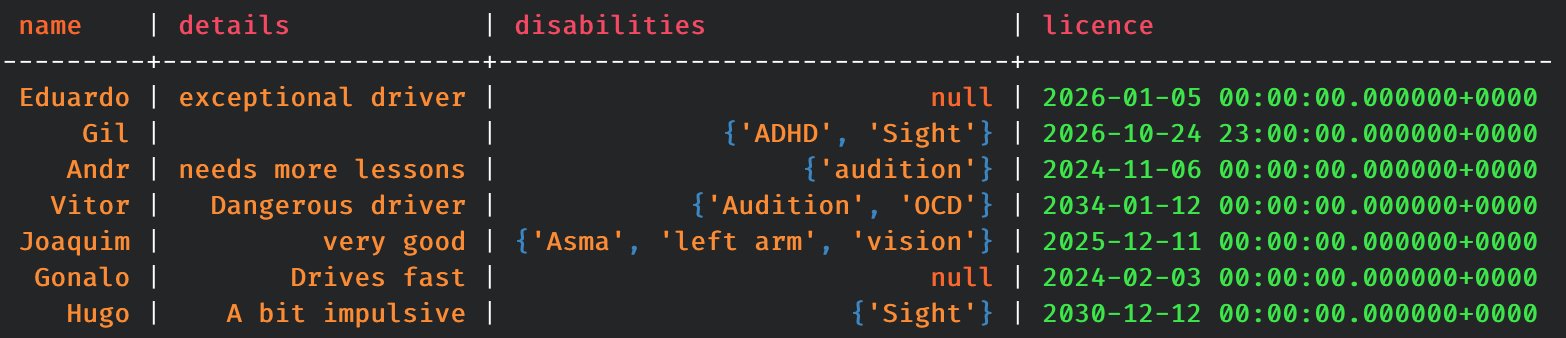 name | details | disabilities | licence
---------+--------------------+--------------------------------+---------------------------------
Eduardo | exceptional driver | null | 2026-01-05 00:00:00.000000+0000
Gil | | {'ADHD', 'Sight'} | 2026-10-24 23:00:00.000000+0000
Andr | needs more lessons | {'audition'} | 2024-11-06 00:00:00.000000+0000
Vitor | Dangerous driver | {'Audition', 'OCD'} | 2034-01-12 00:00:00.000000+0000
Joaquim | very good | {'Asma', 'left arm', 'vision'} | 2025-12-11 00:00:00.000000+0000
Gonalo | Drives fast | null | 2024-02-03 00:00:00.000000+0000
Hugo | A bit impulsive | {'Sight'} | 2030-12-12 00:00:00.000000+0000